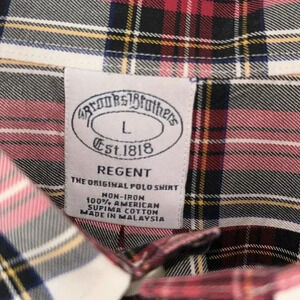 Brooks Brothers
L
Est. 1818
REGENT
THE ORIGINAL POLO SHIRT
NON-IRON
100% AMERICAN
SUPIMA COTTON
MADE IN MALAYSIA